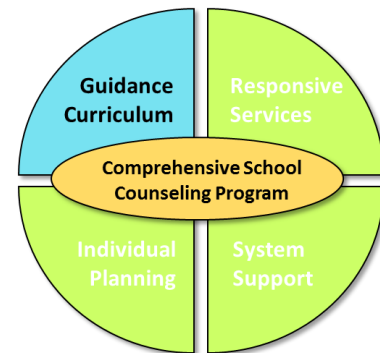 Guidance
Curriculum
Responsive
Services
Comprehensive School
Counseling Program
Individual
Planning
System
Support